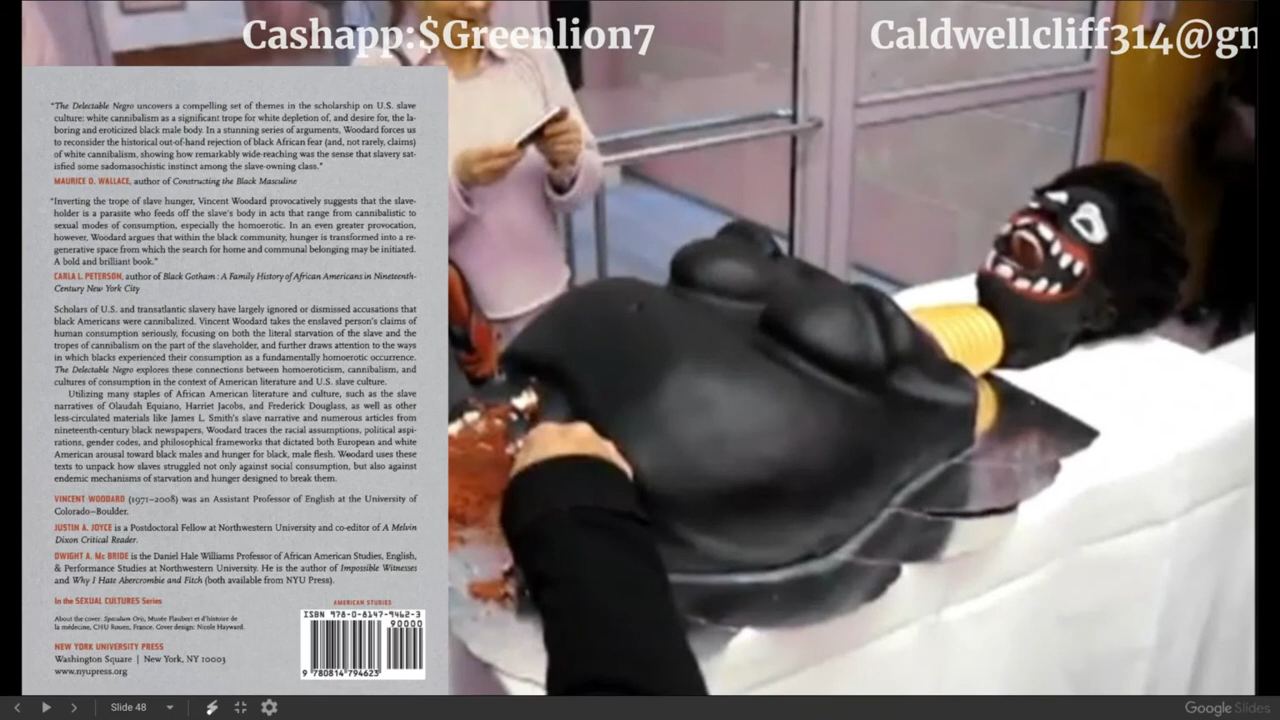 Cashapp:$Greenlion7
Caldwellcliff314@gn
"The Delectable Negro uncovers a compelling set of themes in the scholarship on U.S. slave
culture: white cannibalism as a significant trope for white depletion of, and desire for, the la-
boring and eroticized black male body. In a stunning series of arguments, Woodard forces us
to reconsider the historical out-of-hand rejection of black African fear (and, not rarely, claims)
of white cannibalism, showing how remarkably wide-reaching was the sense that slavery sat-
isfied some sadomasochistic instinct among the slave-owning class."
MAURICE O. WALLACE, author of Constructing the Black Masculine
"Inverting the trope of slave hunger, Vincent Woodard provocatively suggests that the slave-
holder is a parasite who feeds off the slave's body in acts that range from cannibalistic to
sexual modes of consumption, especially the homoerotic. In an even greater provocation,
however, Woodard argues that within the black community, hunger is transformed into a re-
generative space from which the search for home and communal belonging may be initiated.
A bold and brilliant book."
CARLA L. PETERSON, author of Black Gotham: A Family History of African Americans in Nineteenth-
Century New York City
Scholars of U.S. and transatlantic slavery have largely ignored or dismissed accusations that
black Americans were cannibalized. Vincent Woodard takes the enslaved person's claims of
human consumption seriously, focusing on both the literal starvation of the slave and the
tropes of cannibalism on the part of the slaveholder, and further draws attention to the ways
in which blacks experienced their consumption as a fundamentally homoerotic occurrence.
The Delectable Negro explores these connections between homoeroticism, cannibalism, and
cultures of consumption in the context of American literature and U.S. slave culture.
Utilizing many staples of African American literature and culture, such as the slave
narratives of Olaudah Equiano, Harriet Jacobs, and Frederick Douglass, as well as other
less-circulated materials like James L. Smith's slave narrative and numerous articles from
nineteenth-century black newspapers, Woodard traces the racial assumptions, political aspi-
rations, gender codes, and philosophical frameworks that dictated both European and white
American arousal toward black males and hunger for black, male flesh. Woodard uses these
texts to unpack how slaves struggled not only against social consumption, but also against
endemic mechanisms of starvation and hunger designed to break them.
VINCENT WOODARD (1971–2008) was an Assistant Professor of English at the University of
Colorado–Boulder.
JUSTIN A. JOYCE is a Postdoctoral Fellow at Northwestern University and co-editor of A Melvin
Dixon Critical Reader.
DWIGHT A. Mc BRIDE is the Daniel Hale Williams Professor of African American Studies, English,
& Performance Studies at Northwestern University. He is the author of Impossible Witnesses
and Why I Hate Abercrombie and Fitch (both available from NYU Press).
In the SEXUAL CULTURES Series
About the cover: Speculum Oris, Musée Flaubert et d'histoire de
la médecine, CHU Rouen, France. Cover design: Nicole Hayward.
NEW YORK UNIVERSITY PRESS
Washington Square | New York, NY 10003
www.nyupress.org
AMERICAN STUDIES
ISBN 978-0-8147-9462-3
90000
9 780814 794623
Slide 48
Google Slides